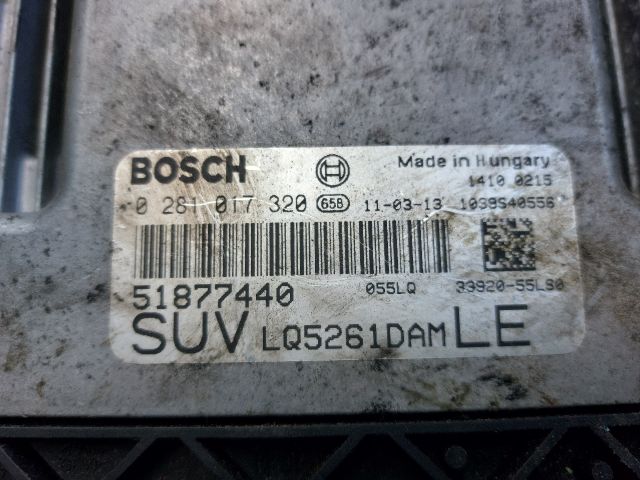 BOSCH Made in Hungary
1410 0215
0 281 017 320 658 11-03-13 1039S40556
51877440 055LQ 33920-55LS0
SUV LQ5261DAM LE